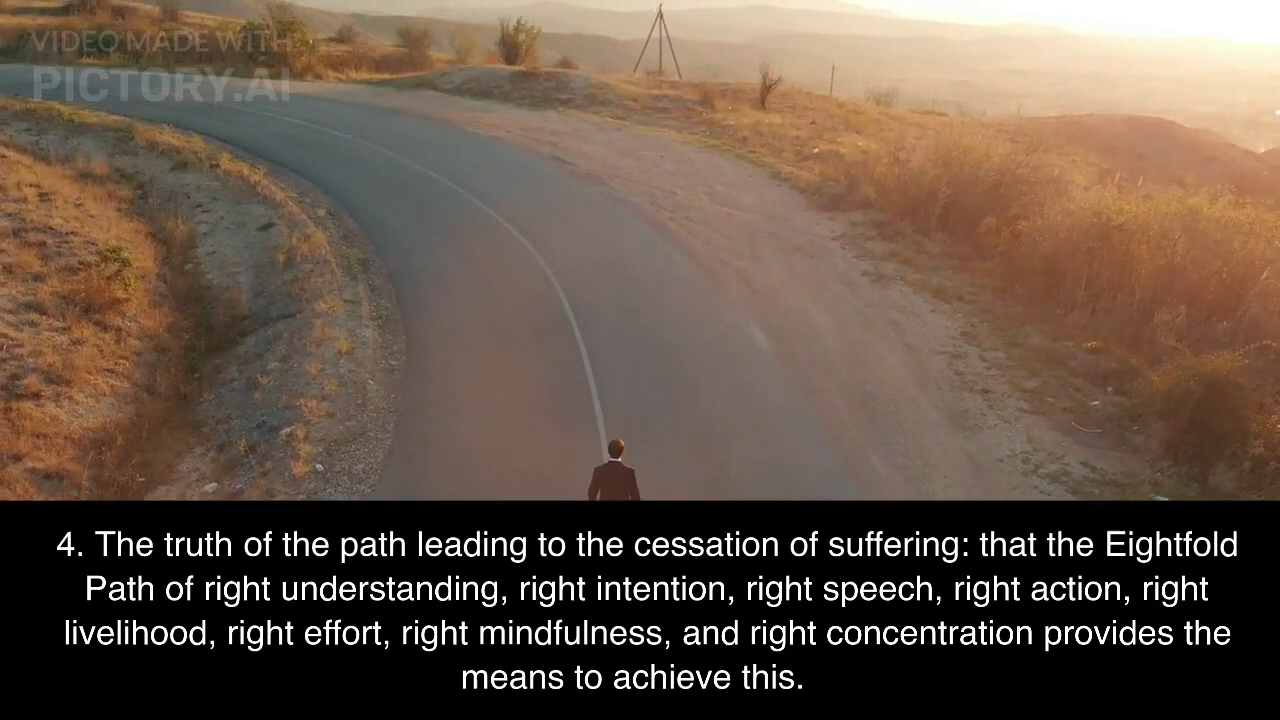 VIDEO MADE WITH
PICTORY.AI
4. The truth of the path leading to the cessation of suffering: that the Eightfold
Path of right understanding, right intention, right speech, right action, right
livelihood, right effort, right mindfulness, and right concentration provides the
means to achieve this.